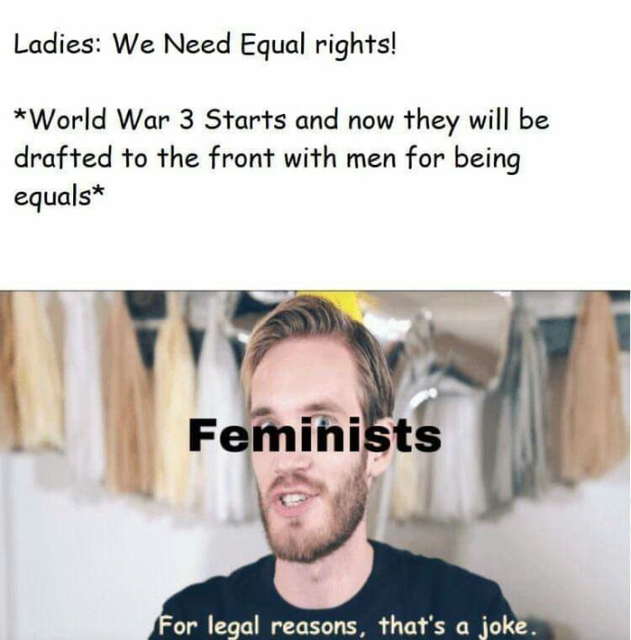 Ladies: We Need Equal rights!
*World War 3 Starts and now they will be
drafted to the front with men for being
equals*
Feminists
For legal reasons, that's a joke.